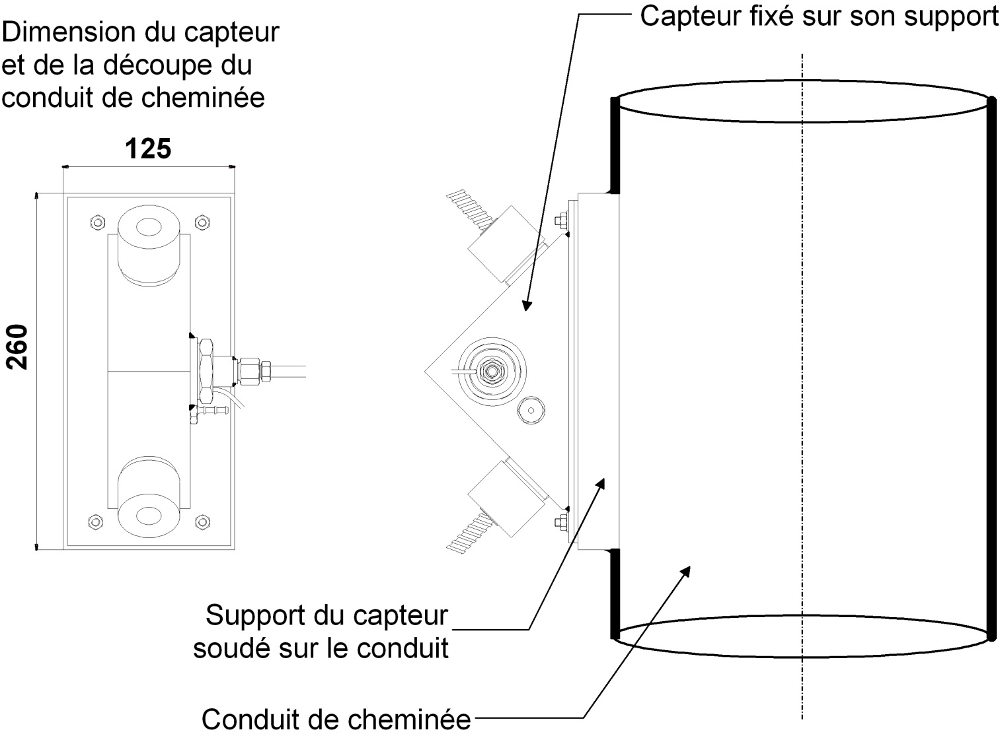 Capteur fixé sur son support
Dimension du capteur
et de la découpe du
conduit de cheminée
125
260
Support du capteur
soudé sur le conduit
Conduit de cheminée